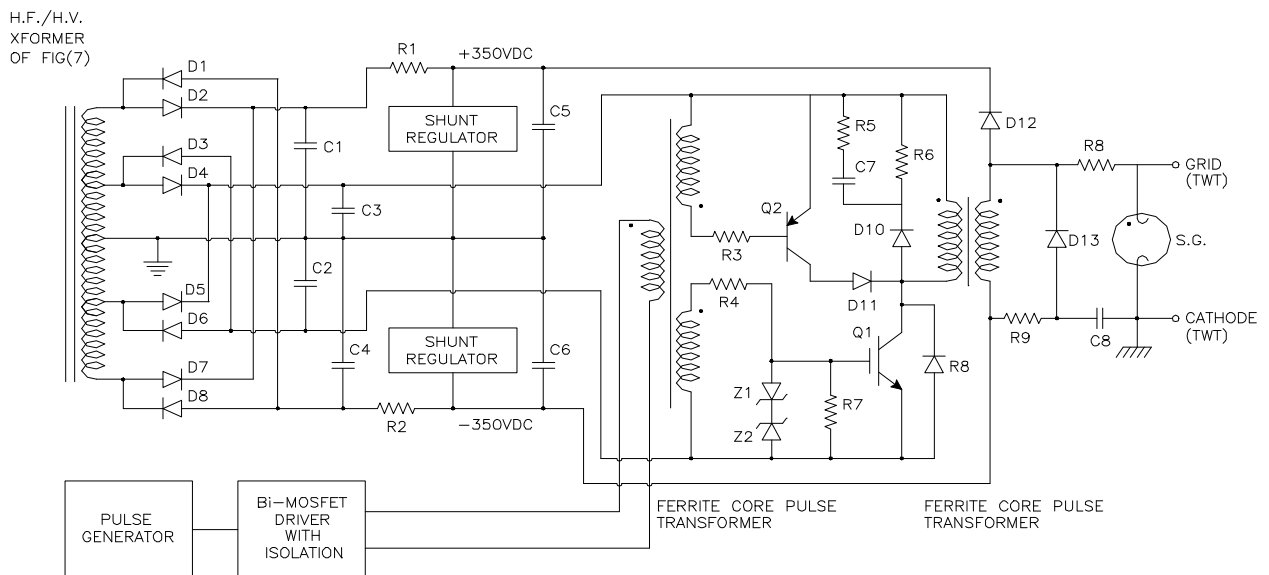 H.F./H.V.
XFORMER
OF FIG(7)
D1
D2
D3
D4
D5
D6
D7
D8
R1
+350VDC
SHUNT
REGULATOR
C5
C1
C3
C2
C4
SHUNT
REGULATOR
C6
R2
-350VDC
PULSE
GENERATOR
Bi-MOSFET
DRIVER
WITH
ISOLATION
FERRITE CORE PULSE
TRANSFORMER
FERRITE CORE PULSE
TRANSFORMER
R3
R4
Q2
R5
C7
R6
D10
D11
Q1
Z1
Z2
R7
R8
D12
R8
GRID
(TWT)
D13
S.G.
R9
C8
CATHODE
(TWT)